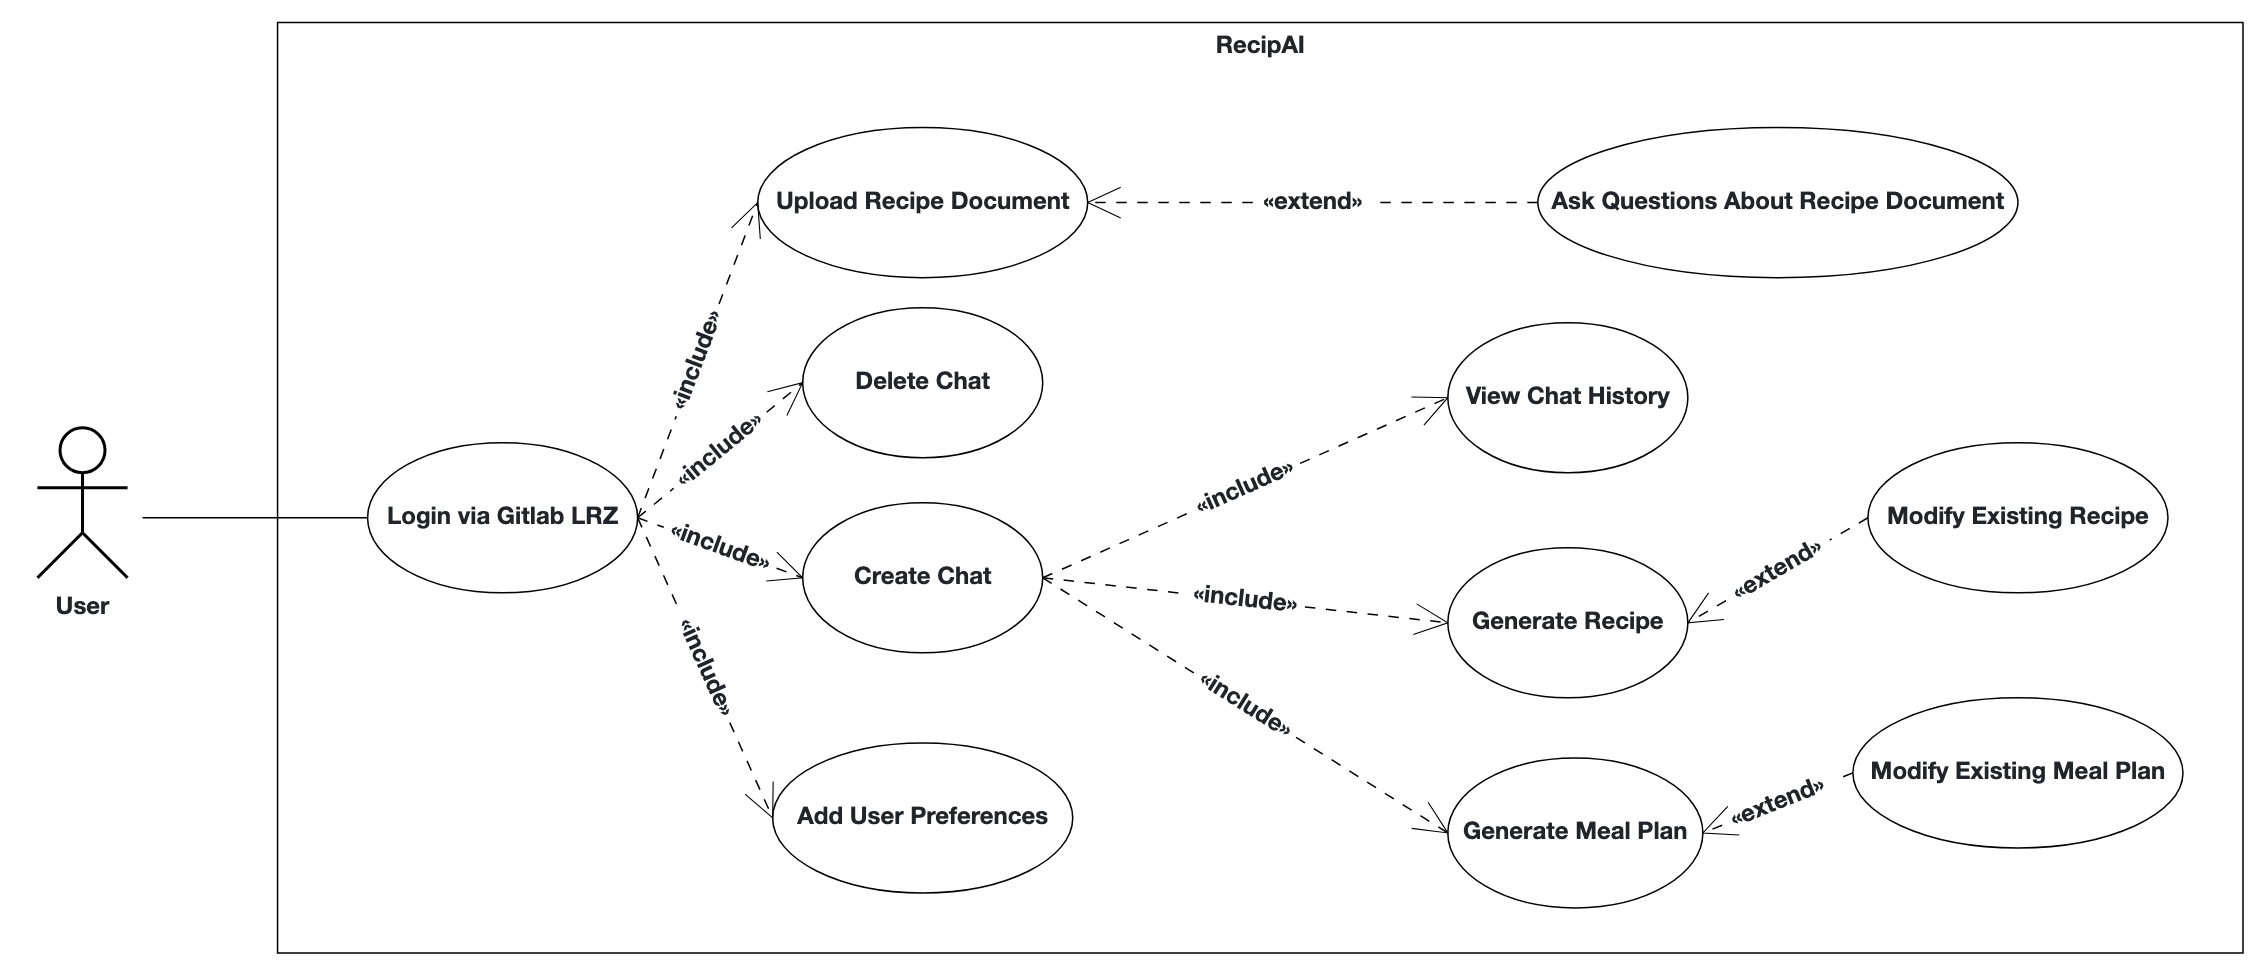 RecipAI
Upload Recipe Document
«extend»
Ask Questions About Recipe Document
«include»
Delete Chat
«include»
View Chat History
«include»
Login via Gitlab LRZ
«include»
Create Chat
«include»
Generate Recipe
«extend»
Modify Existing Recipe
User
«include»
«include»
Add User Preferences
Generate Meal Plan
«extend»
Modify Existing Meal Plan